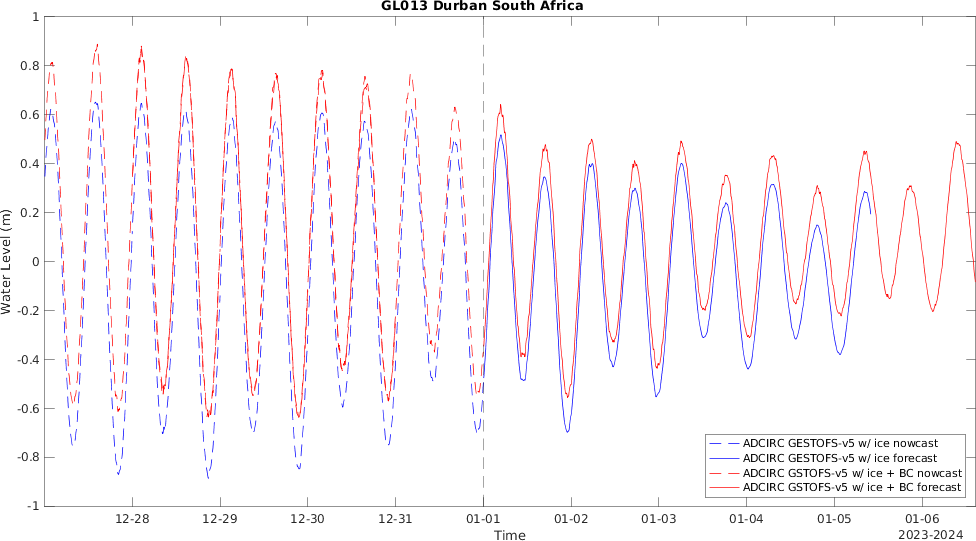 GL013 Durban South Africa
1
0.8
0.6
0.4
0.2
0
-0.2
-0.4
-0.6
-0.8
-1
Water Level (m)
ADCIRC GESTOFS-v5 w/ ice nowcast
ADCIRC GESTOFS-v5 w/ ice forecast
ADCIRC GSTOFS-v5 w/ ice + BC nowcast
ADCIRC GSTOFS-v5 w/ ice + BC forecast
12-28 12-29 12-30 12-31 01-01 01-02 01-03 01-04 01-05 01-06
Time
2023-2024